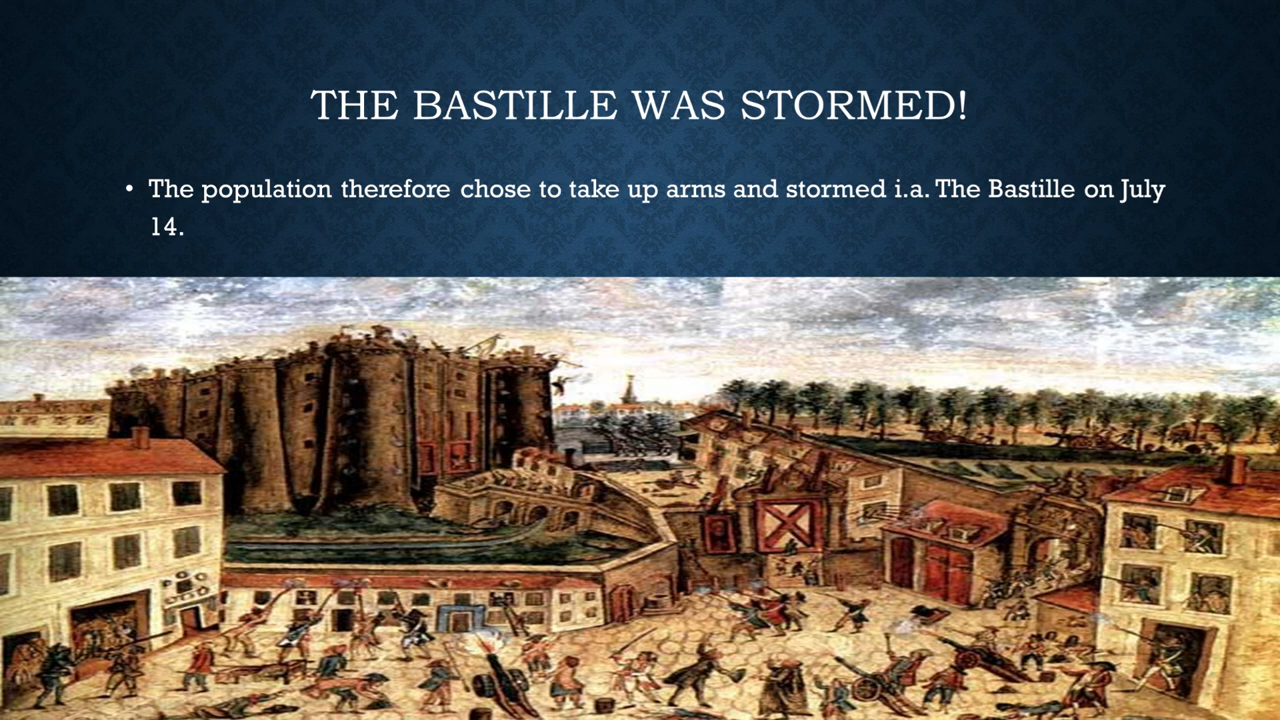 THE BASTILLE WAS STORMED!
• The population therefore chose to take up arms and stormed i.a. The Bastille on July
14.